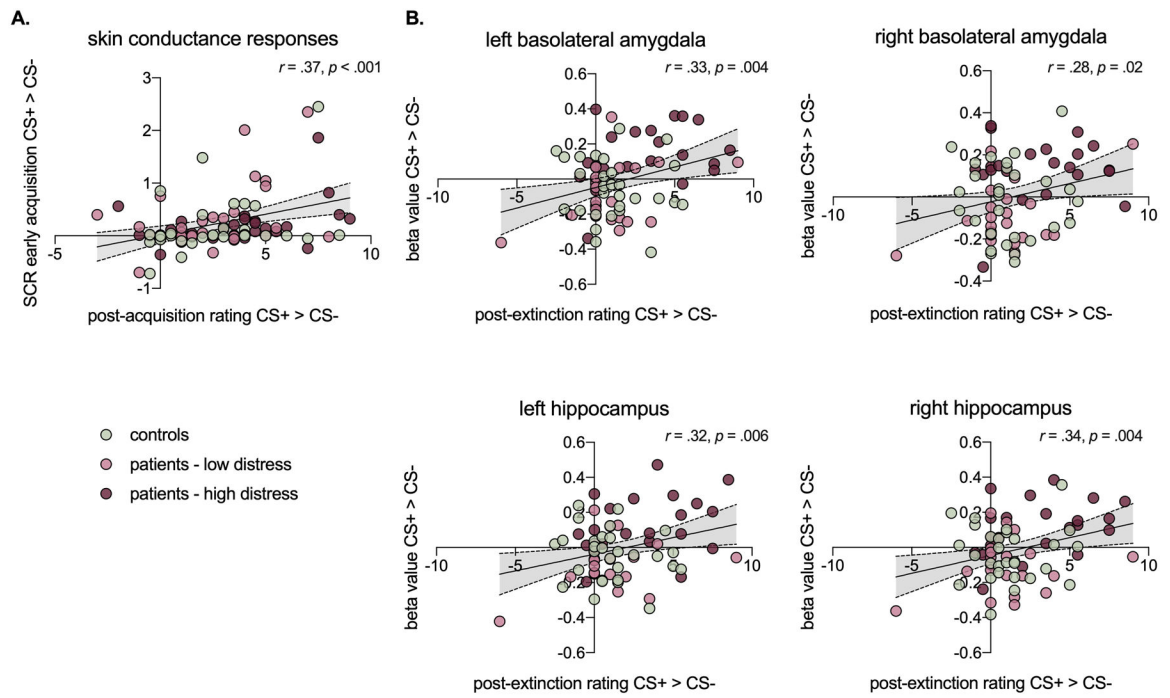 A.
skin conductance responses
r = .37, p < .001
SCR early acquisition CS+ > CS-
3
2
1
-1
-5
5
10
post-acquisition rating CS+ > CS-
B.
left basolateral amygdala
r = .33, p = .004
beta value CS+ > CS-
0.6
0.2
-0.4
-0.6
-10
-5
5
10
post-extinction rating CS+ > CS-
right basolateral amygdala
r = .28, p = .02
beta value CS+ > CS-
0.6
0.4
0.2
-0.2
-0.4
-10
-5
5
10
post-extinction rating CS+ > CS-
controls
patients - low distress
patients - high distress
left hippocampus
r = .32, p = .006
beta value CS+ > CS-
0.6
0.4
-0.4
-0.6
-10
-5
5
10
post-extinction rating CS+ > CS-
right hippocampus
r = .34, p = .004
beta value CS+ > CS-
0.6
0.4
-0.4
-0.6
-10
-5
5
10
post-extinction rating CS+ > CS-